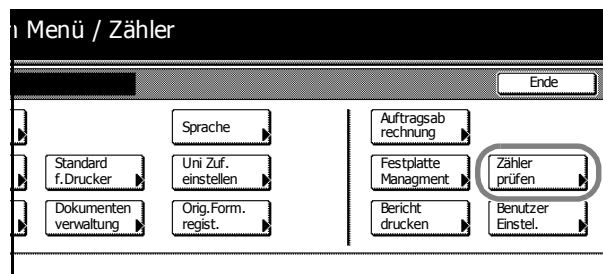 Menü / Zähler
Ende
Sprache
Auftragsab
rechnung
Standard
f.Drucker
Uni Zuf.
einstellen
Festplatte
Managment
Zähler
prüfen
Dokumenten
verwaltung
Orig.Form.
regist.
Bericht
drucken
Benutzer
Einstel.